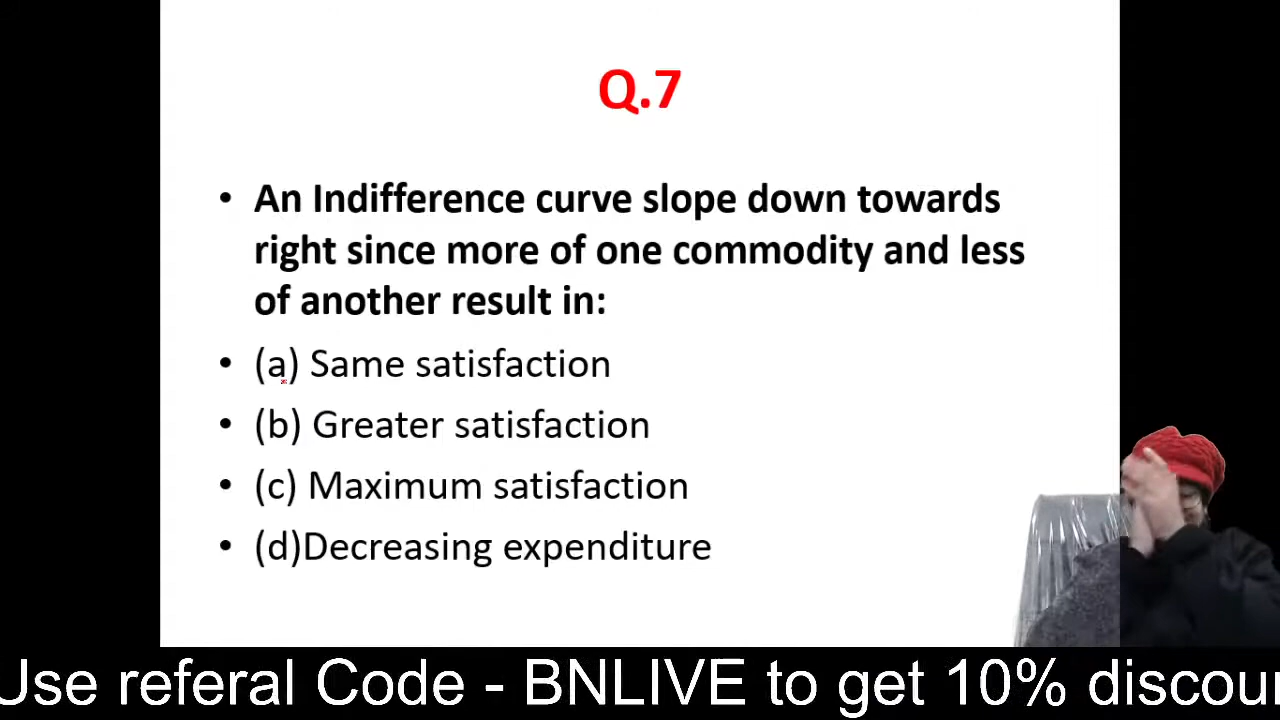 Q.7
• An Indifference curve slope down towards
right since more of one commodity and less
of another result in:
• (a) Same satisfaction
• (b) Greater satisfaction
• (c) Maximum satisfaction
• (d)Decreasing expenditure
Use referal Code - BNLIVE to get 10% discou